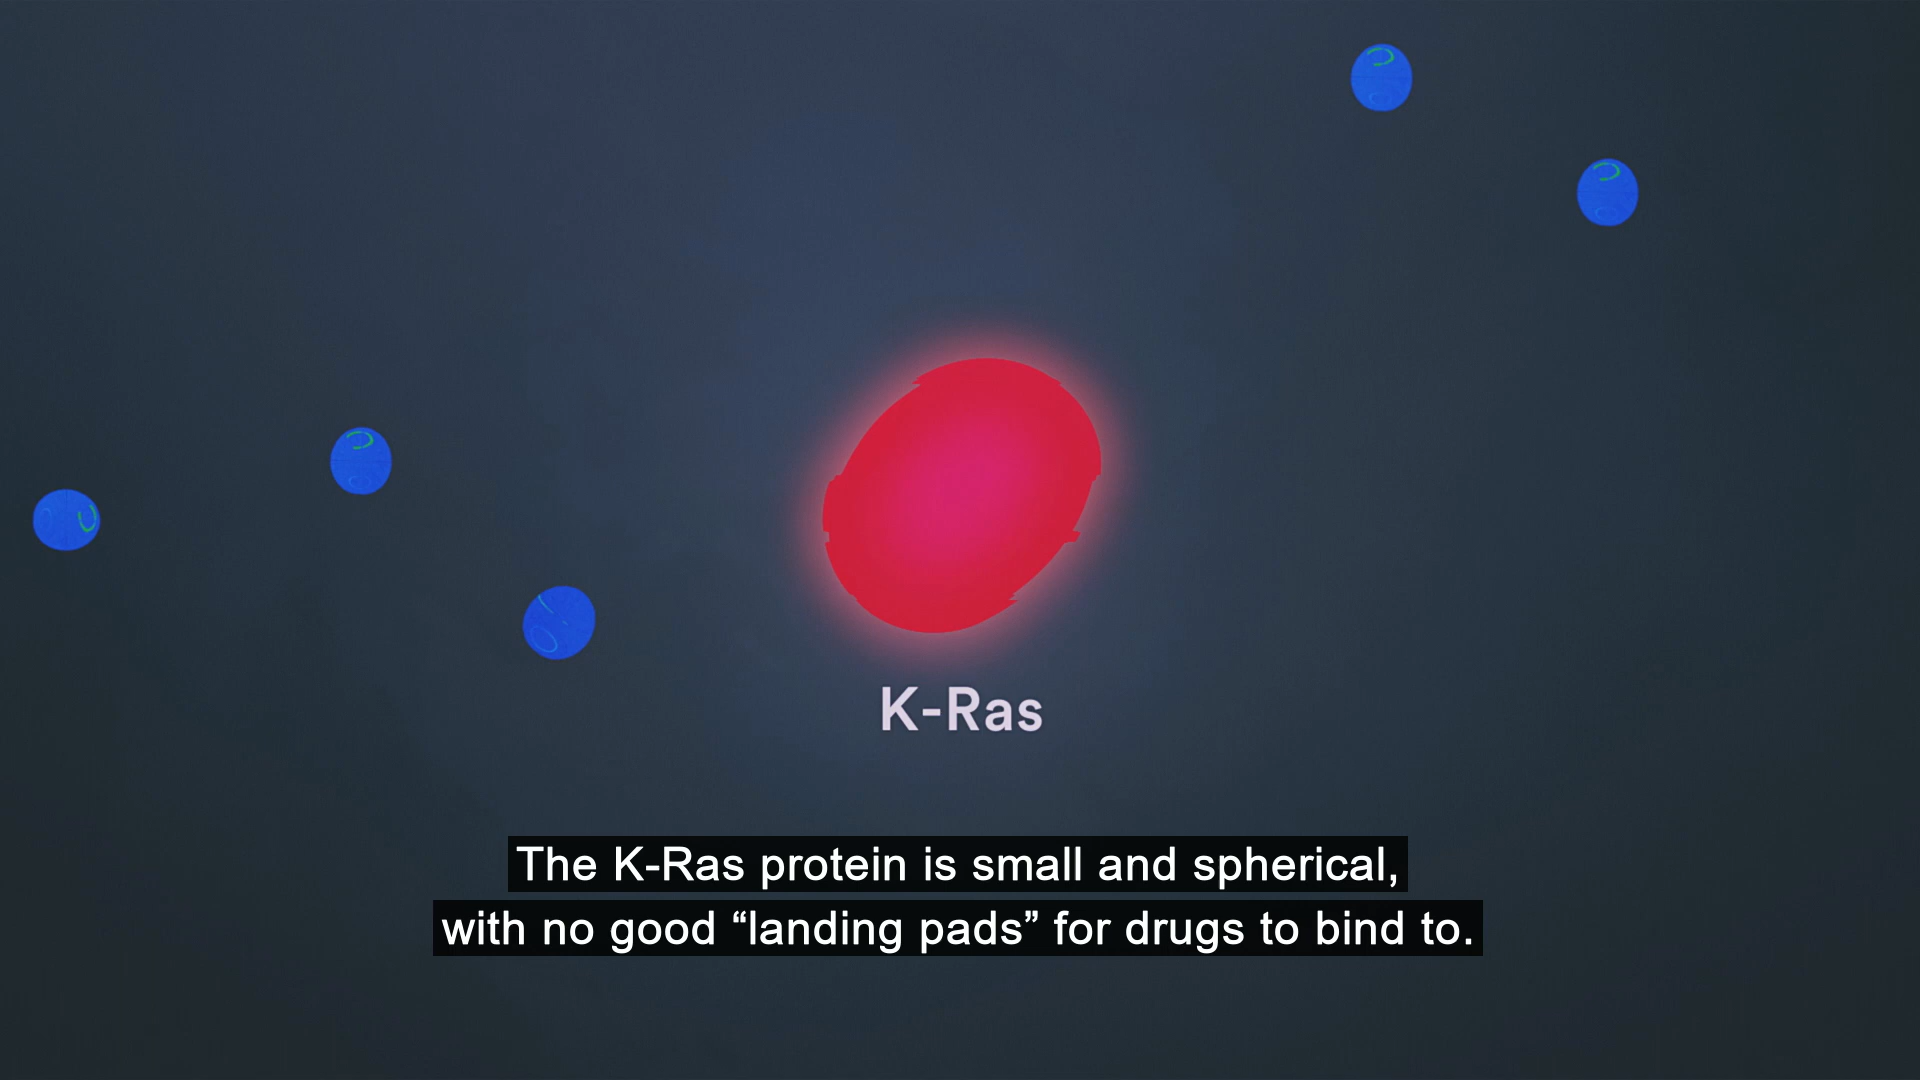 K-Ras
The K-Ras protein is small and spherical,
with no good “landing pads” for drugs to bind to.